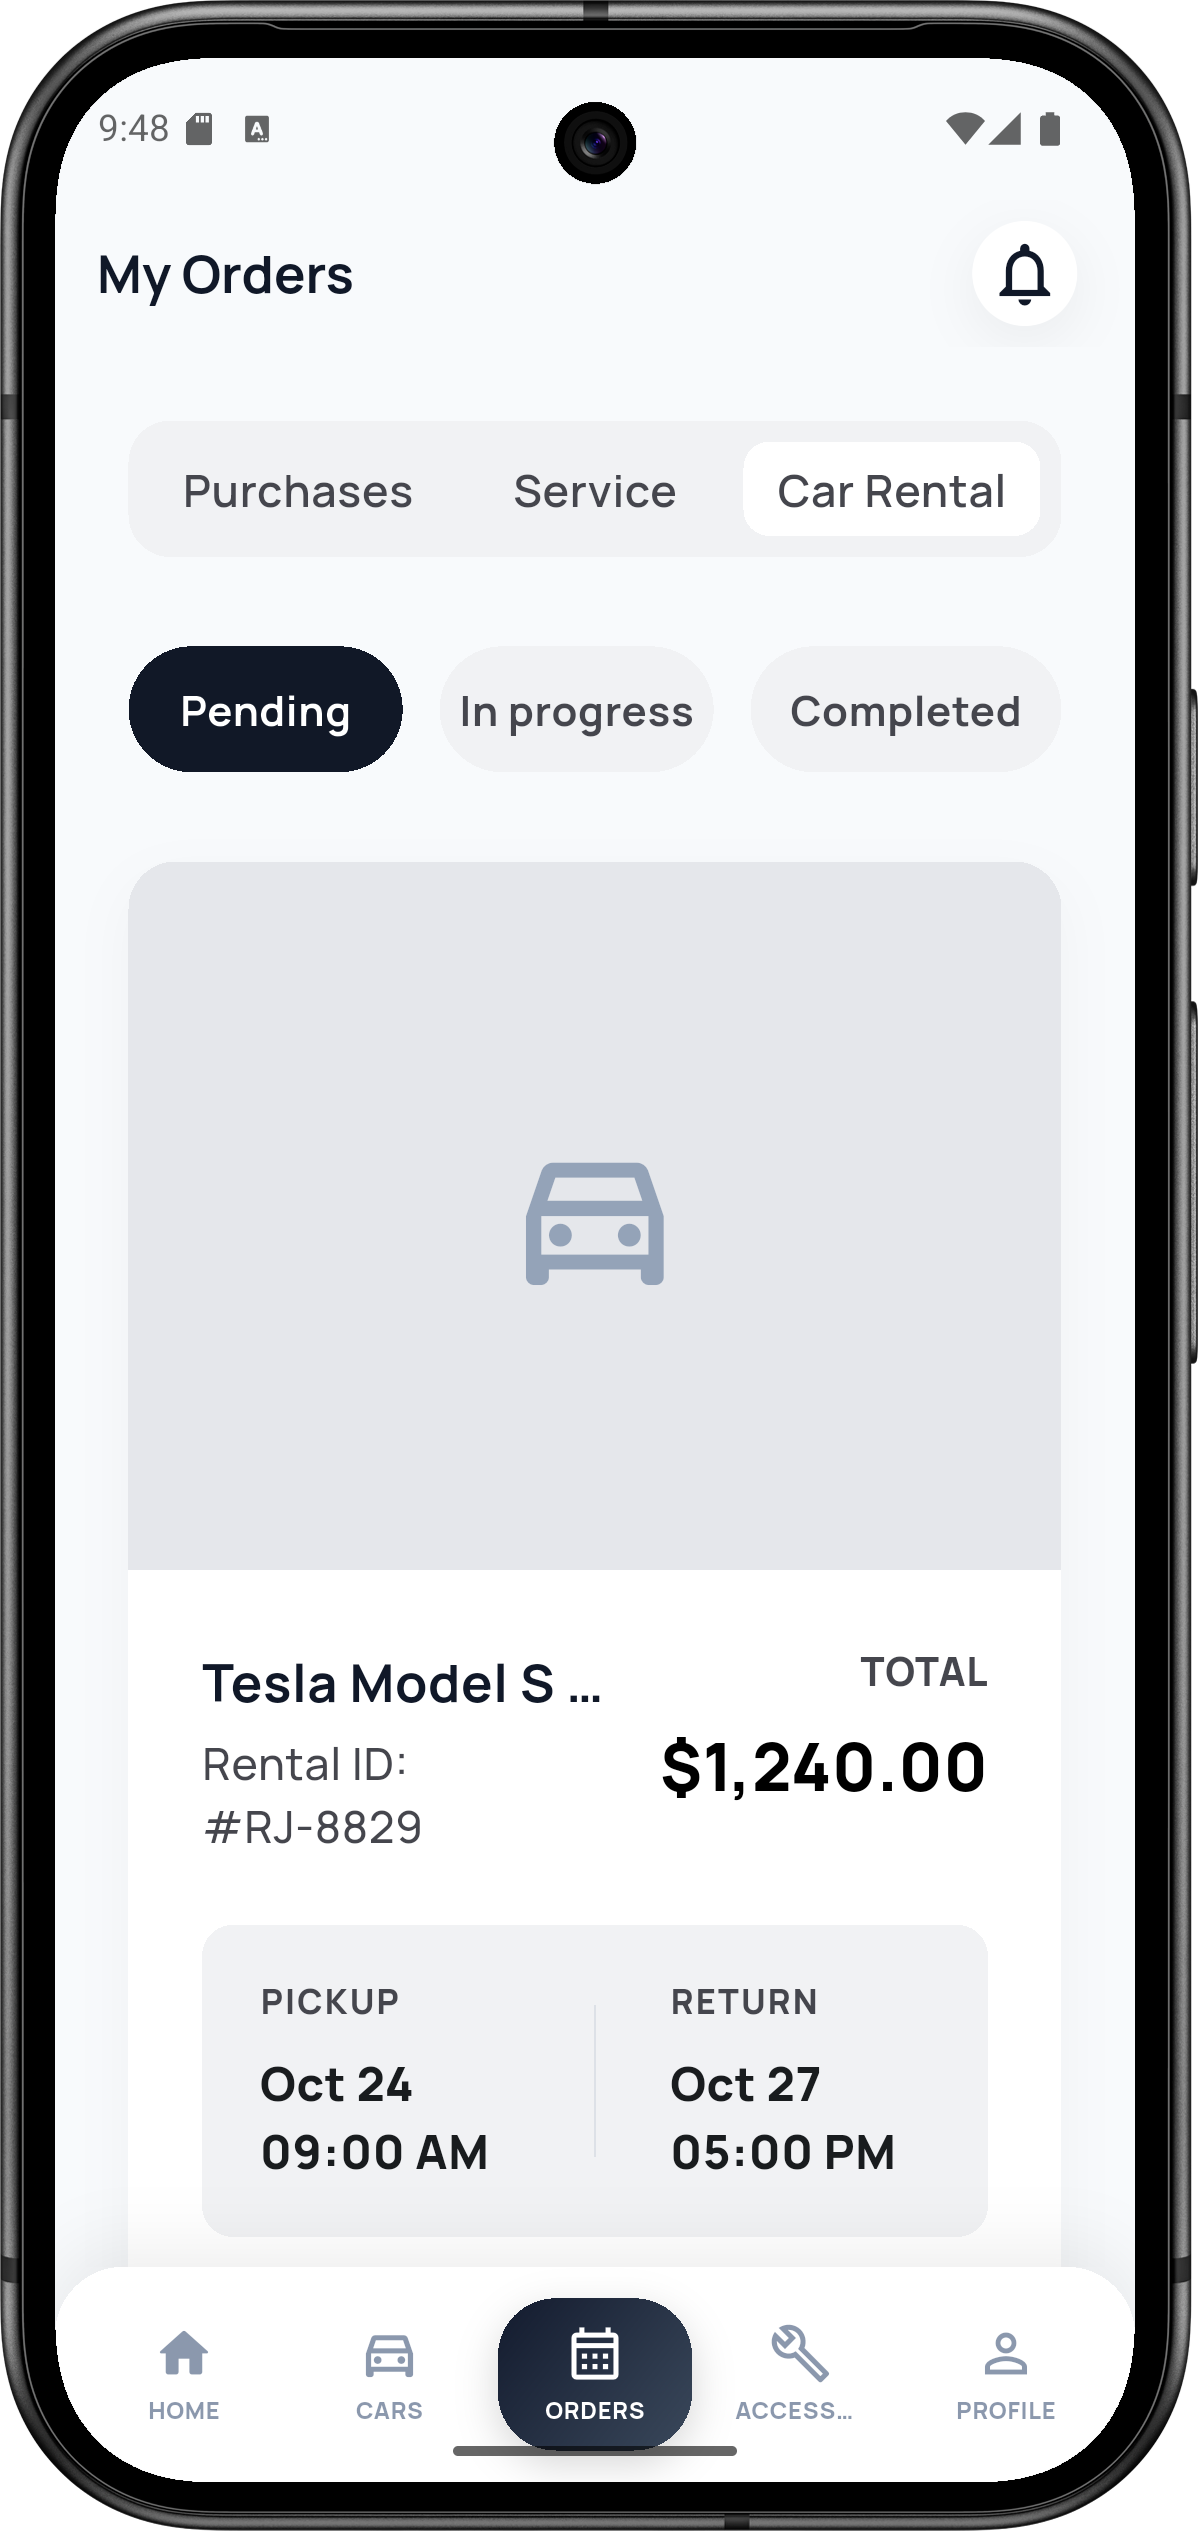 9:48
My Orders
Purchases Service Car Rental
Pending In progress Completed
Tesla Model S ...
TOTAL
Rental ID:
#RJ-8829
$1,240.00
PICKUP
Oct 24
09:00 AM
RETURN
Oct 27
05:00 PM
HOME CARS ORDERS ACCESS... PROFILE